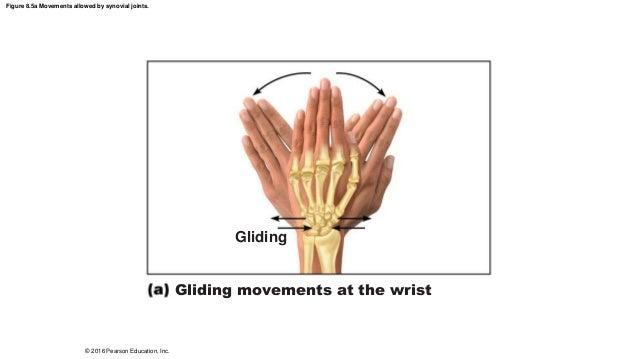 Figure 8.5a Movements allowed by synovial joints.
Gliding
(a) Gliding movements at the wrist
© 2016 Pearson Education, Inc.